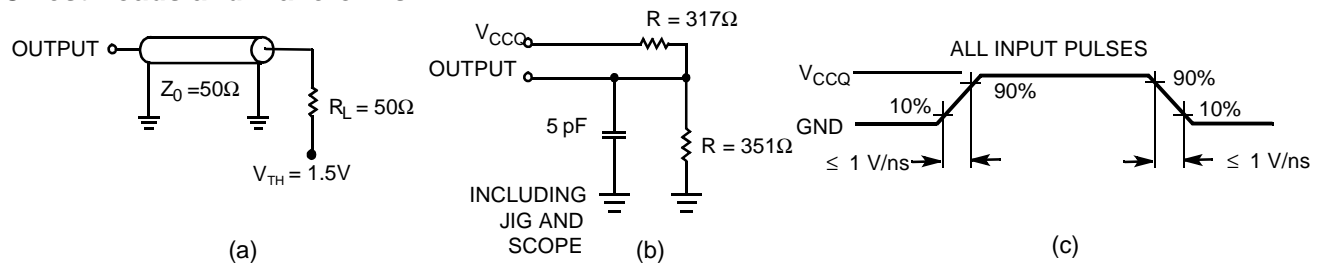 OUTPUT
Z0 =50Ω
RL = 50Ω
VTH = 1.5V
(a)
R = 317Ω
VCCQ
OUTPUT
5 pF
R = 351Ω
INCLUDING
JIG AND
SCOPE
(b)
ALL INPUT PULSES
VCCQ
GND
10%
90%
90%
10%
≤ 1 V/ns
≤ 1 V/ns
(c)